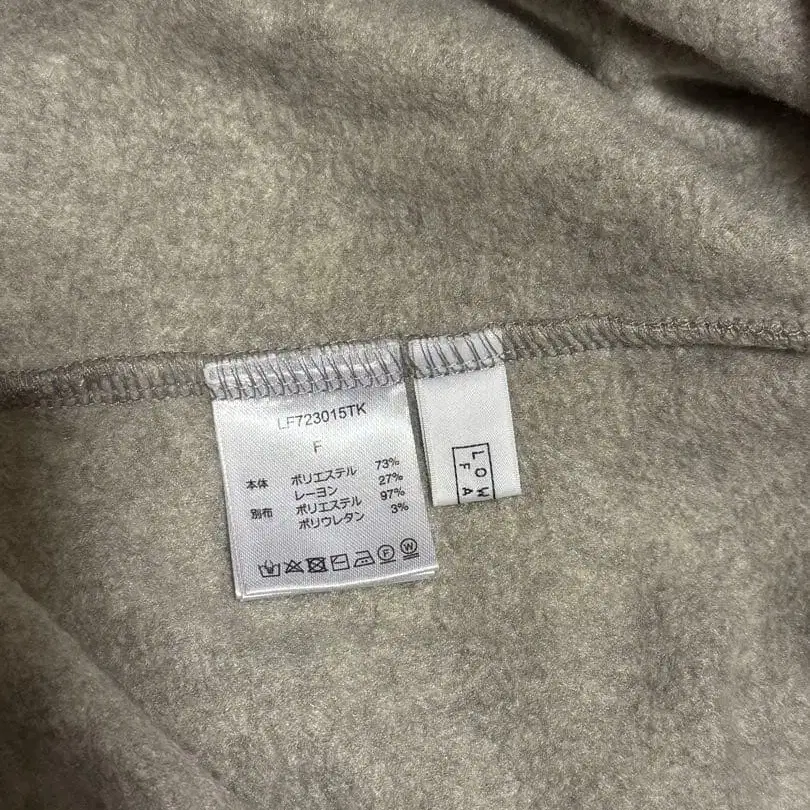 LF723015TK
F
本体 ポリエステル 73%
レーヨン 27%
別布 ポリエステル 97%
ポリウレタン 3%
F W
LOW
FA